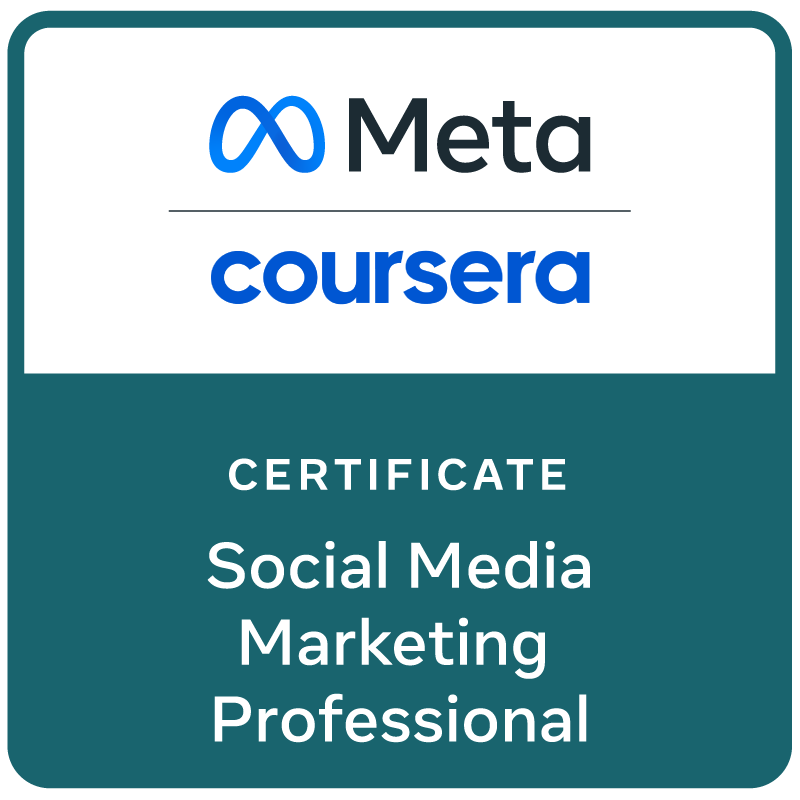 Meta
coursera
CERTIFICATE
Social Media
Marketing
Professional